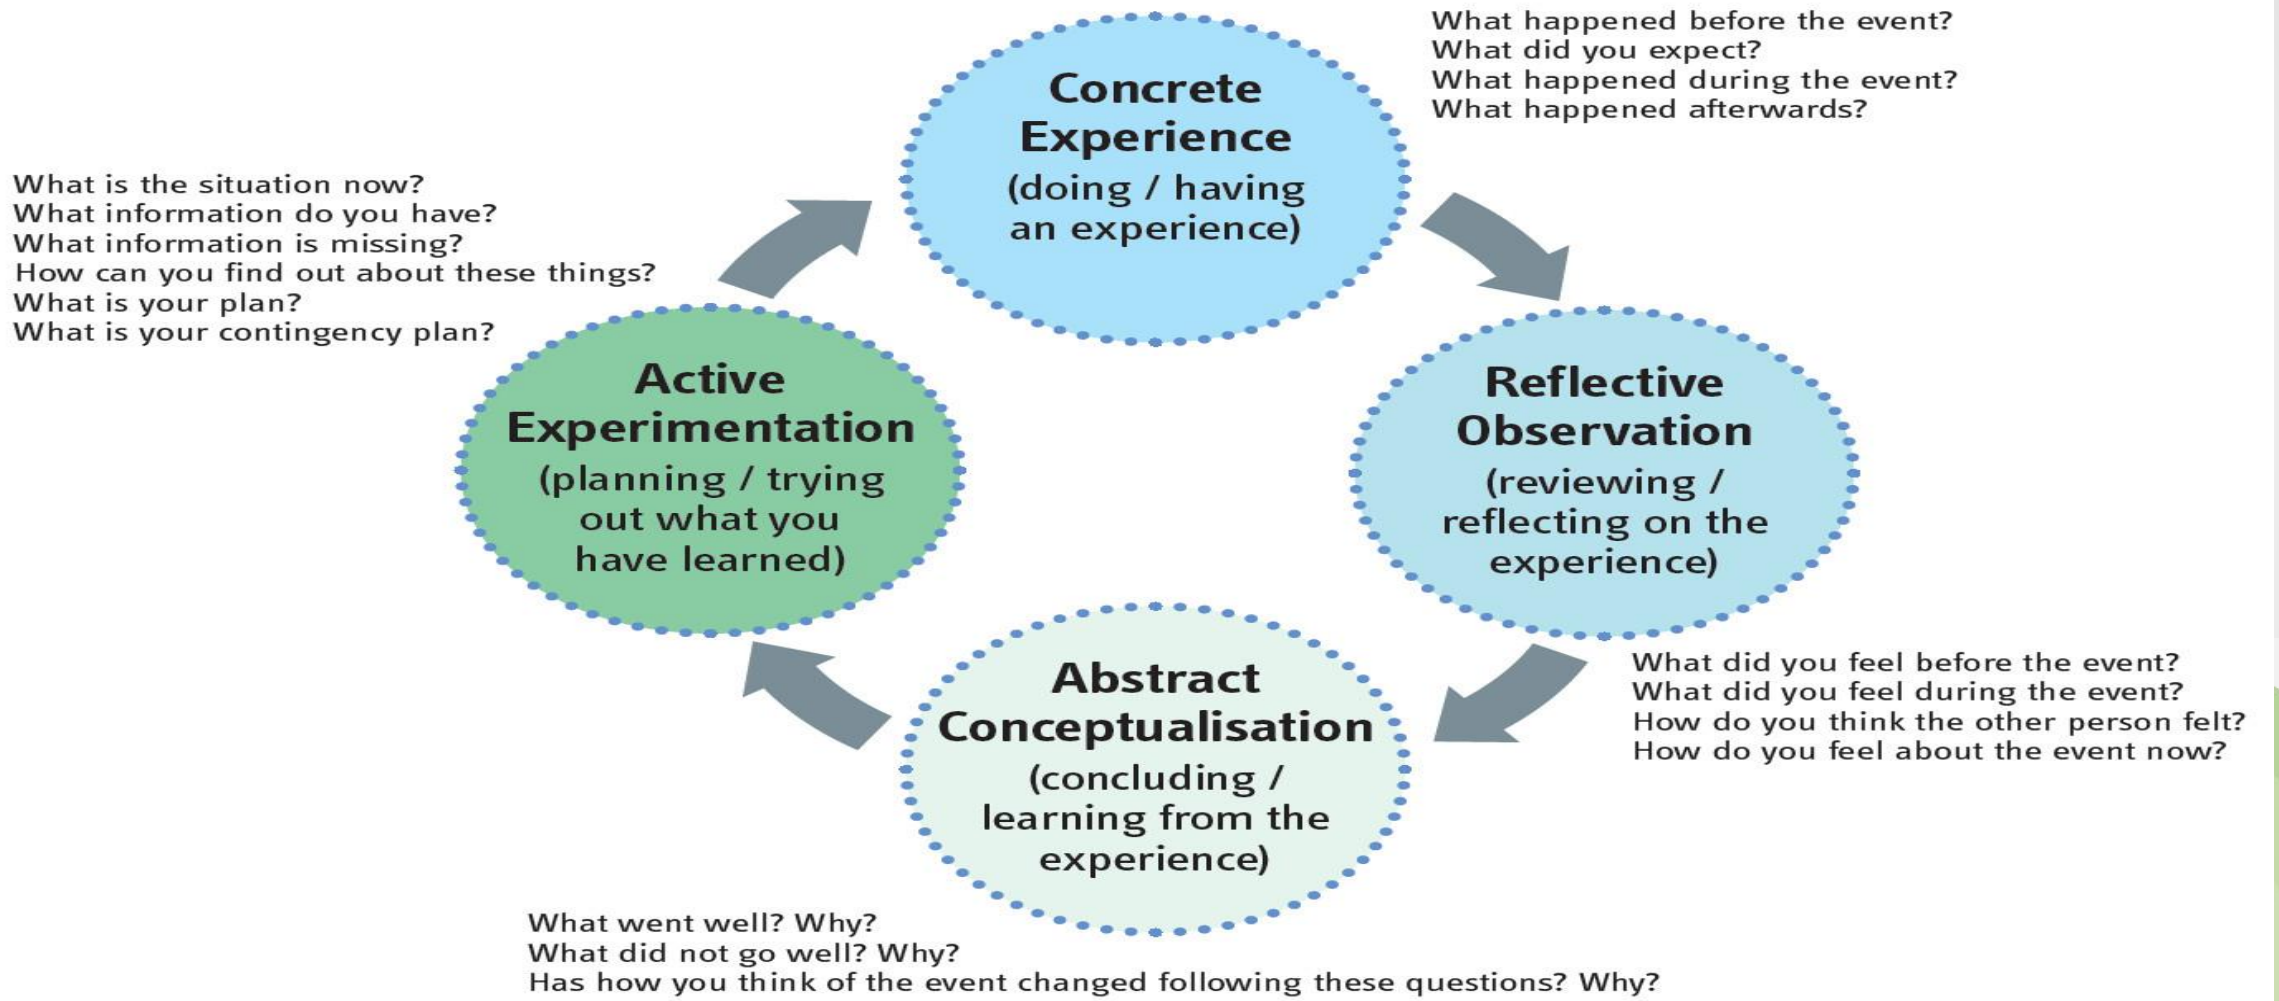 Concrete
Experience
(doing / having
an experience)
What happened before the event?
What did you expect?
What happened during the event?
What happened afterwards?
Reflective
Observation
(reviewing /
reflecting on the
experience)
What did you feel before the event?
What did you feel during the event?
How do you think the other person felt?
How do you feel about the event now?
Abstract
Conceptualisation
(concluding /
learning from the
experience)
What went well? Why?
What did not go well? Why?
Has how you think of the event changed following these questions? Why?
Active
Experimentation
(planning / trying
out what you
have learned)
What is the situation now?
What information do you have?
What information is missing?
How can you find out about these things?
What is your plan?
What is your contingency plan?